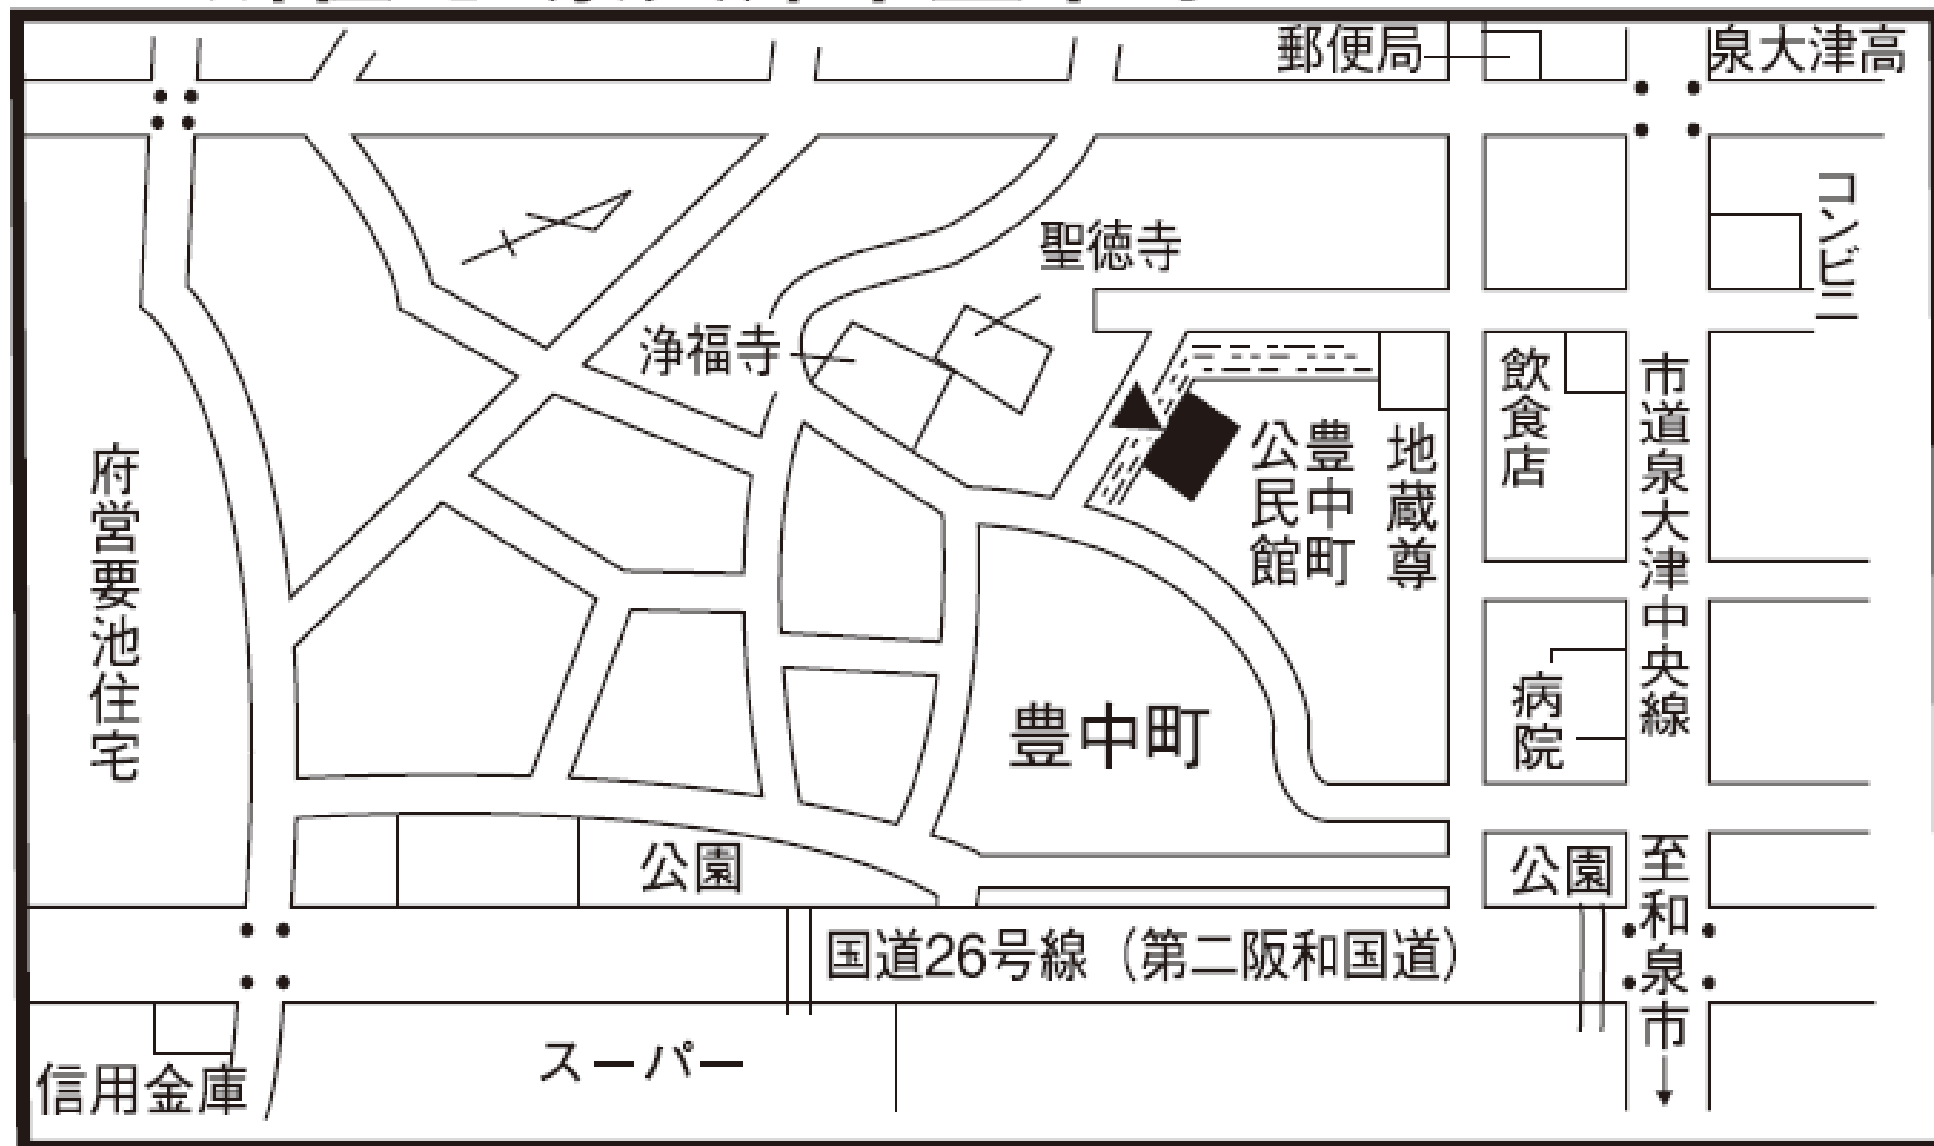 郵便局
泉大津高
コンビニ
聖徳寺
浄福寺
飲食店
市道泉大津中央線
地蔵尊
豊中町
公民館
府営要池住宅
病院
豊中町
公園
公園
至和泉市
国道26号線（第二阪和国道）
スーパー
信用金庫